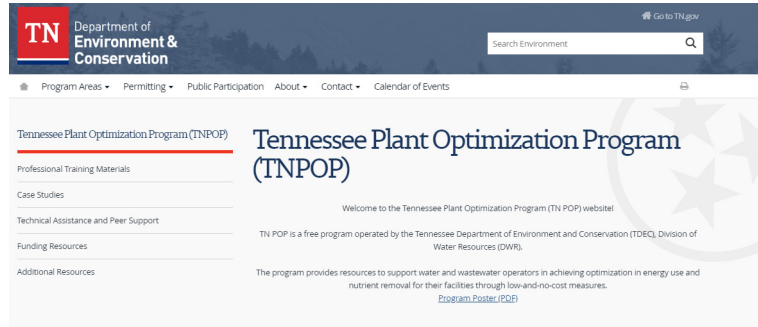 TN
Department of
Environment &
Conservation
Go to TN.gov
Search Environment
Program Areas Permitting Public Participation About Contact Calendar of Events
Tennessee Plant Optimization Program (TNPOP)
Professional Training Materials
Case Studies
Technical Assistance and Peer Support
Funding Resources
Additional Resources
Tennessee Plant Optimization Program
(TNPOP)
Welcome to the Tennessee Plant Optimization Program (TN POP) website!
TN POP is a free program operated by the Tennessee Department of Environment and Conservation (TDEC), Division of
Water Resources (DWR).
The program provides resources to support water and wastewater operators in achieving optimization in energy use and
nutrient removal for their facilities through low-and-no-cost measures.
Program Poster (PDF)